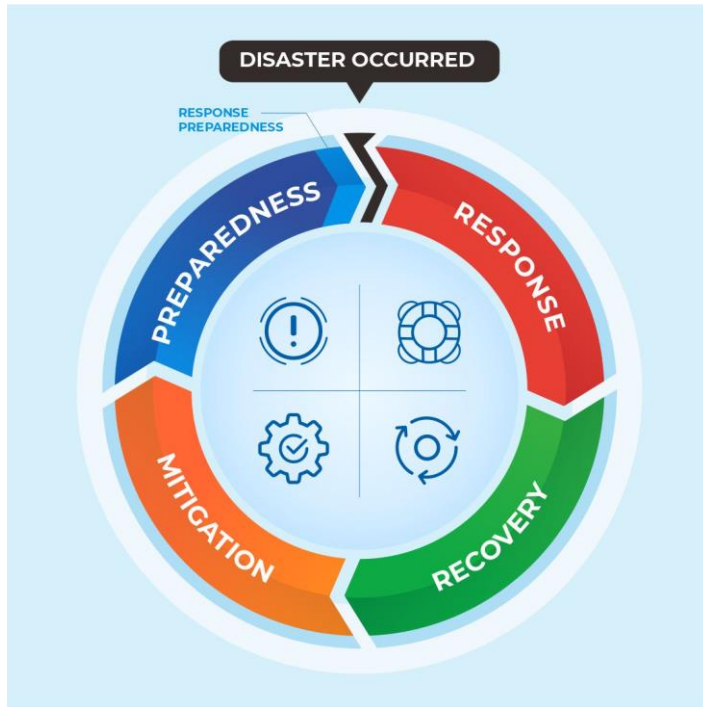 DISASTER OCCURRED
RESPONSE
PREPAREDNESS
PREPAREDNESS
RESPONSE
MITIGATION
RECOVERY